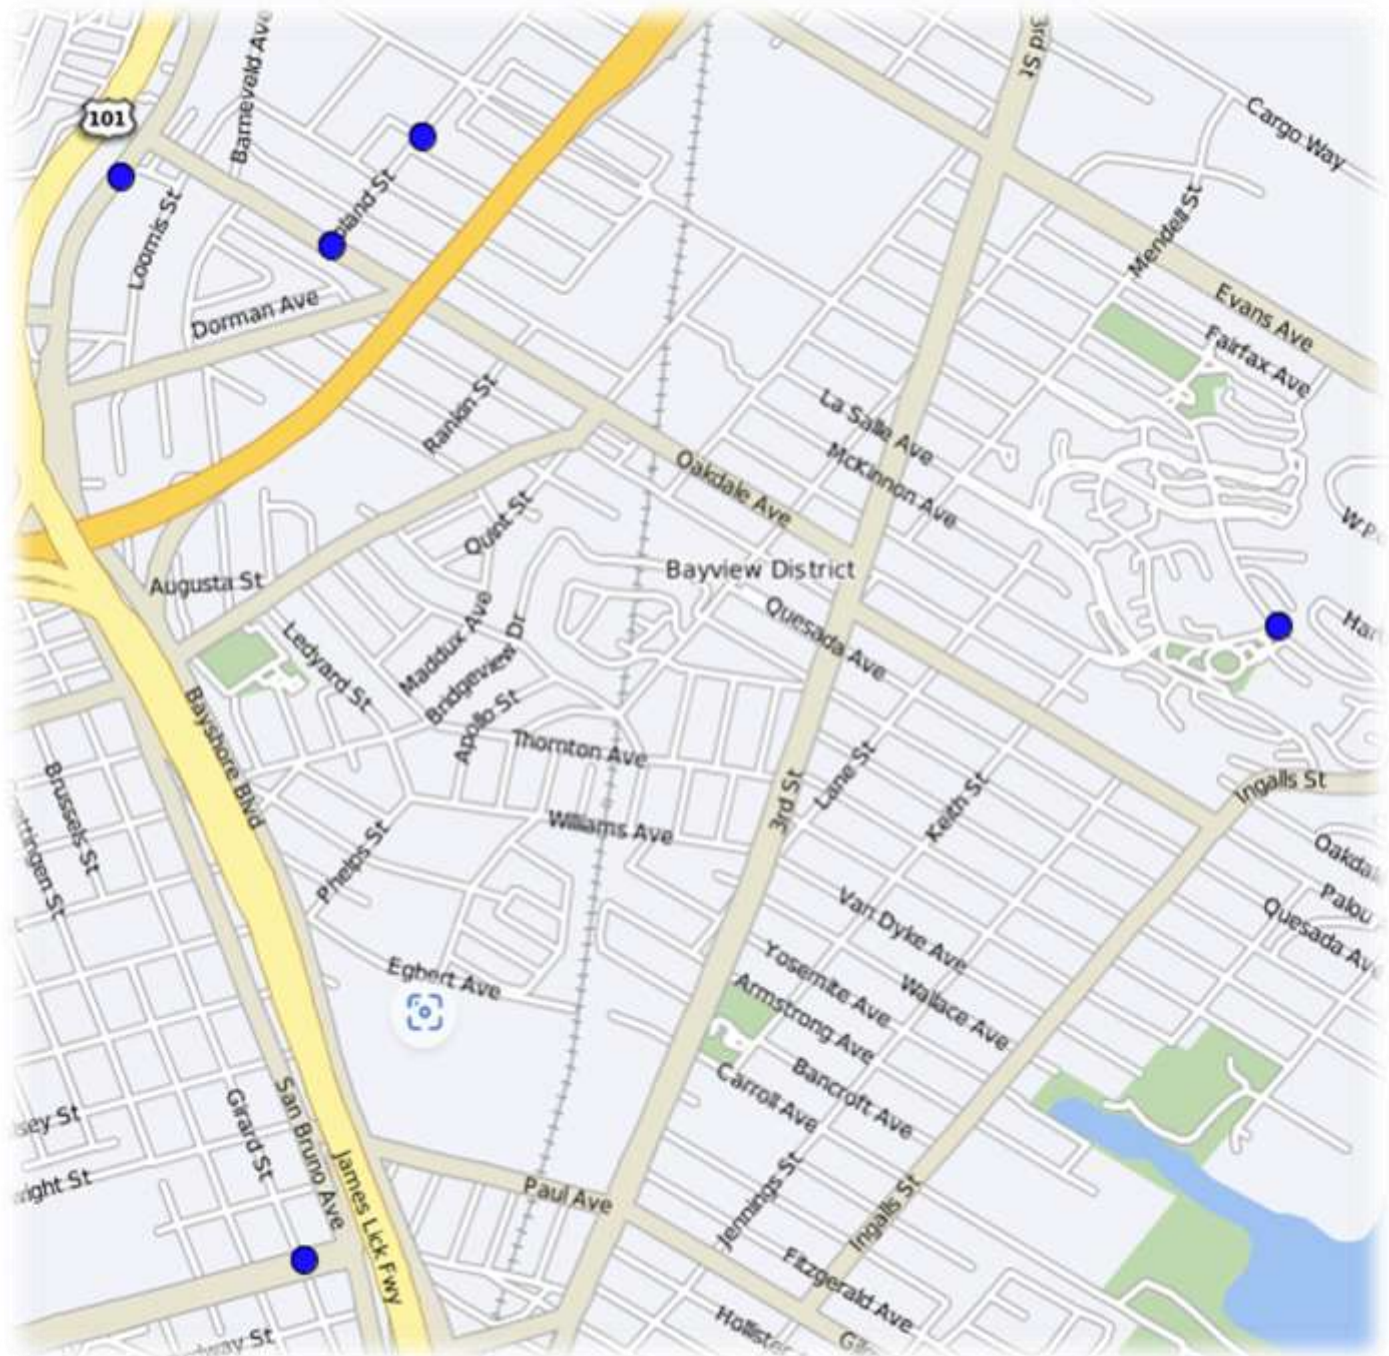 3rd St
Barneveld Ave
101
Cargo Way
Loomis St
Mendell St
Dorman Ave
Evans Ave
Fairfax Ave
Rankin St
La Salle Ave
McKinnon Ave
Oakdale Ave
Quint St
Bayview District
Augusta St
Quesada Ave
Maddux Ave
Bridgeview Dr
Ledyard St
Apollo St
Bayshore Blvd
Thornton Ave
Lane St
3rd St
Keith St
Ingalls St
Brussels St
Williams Ave
Phelps St
Palou
Quesada Ave
Van Dyke Ave
Egbert Ave
Yosemite Ave
Wallace Ave
Armstrong Ave
Bancroft Ave
Carroll Ave
Girard St
San Bruno Ave
James Lick Fwy
Paul Ave
Jennings St
Ingalls St
Fitzgerald Ave